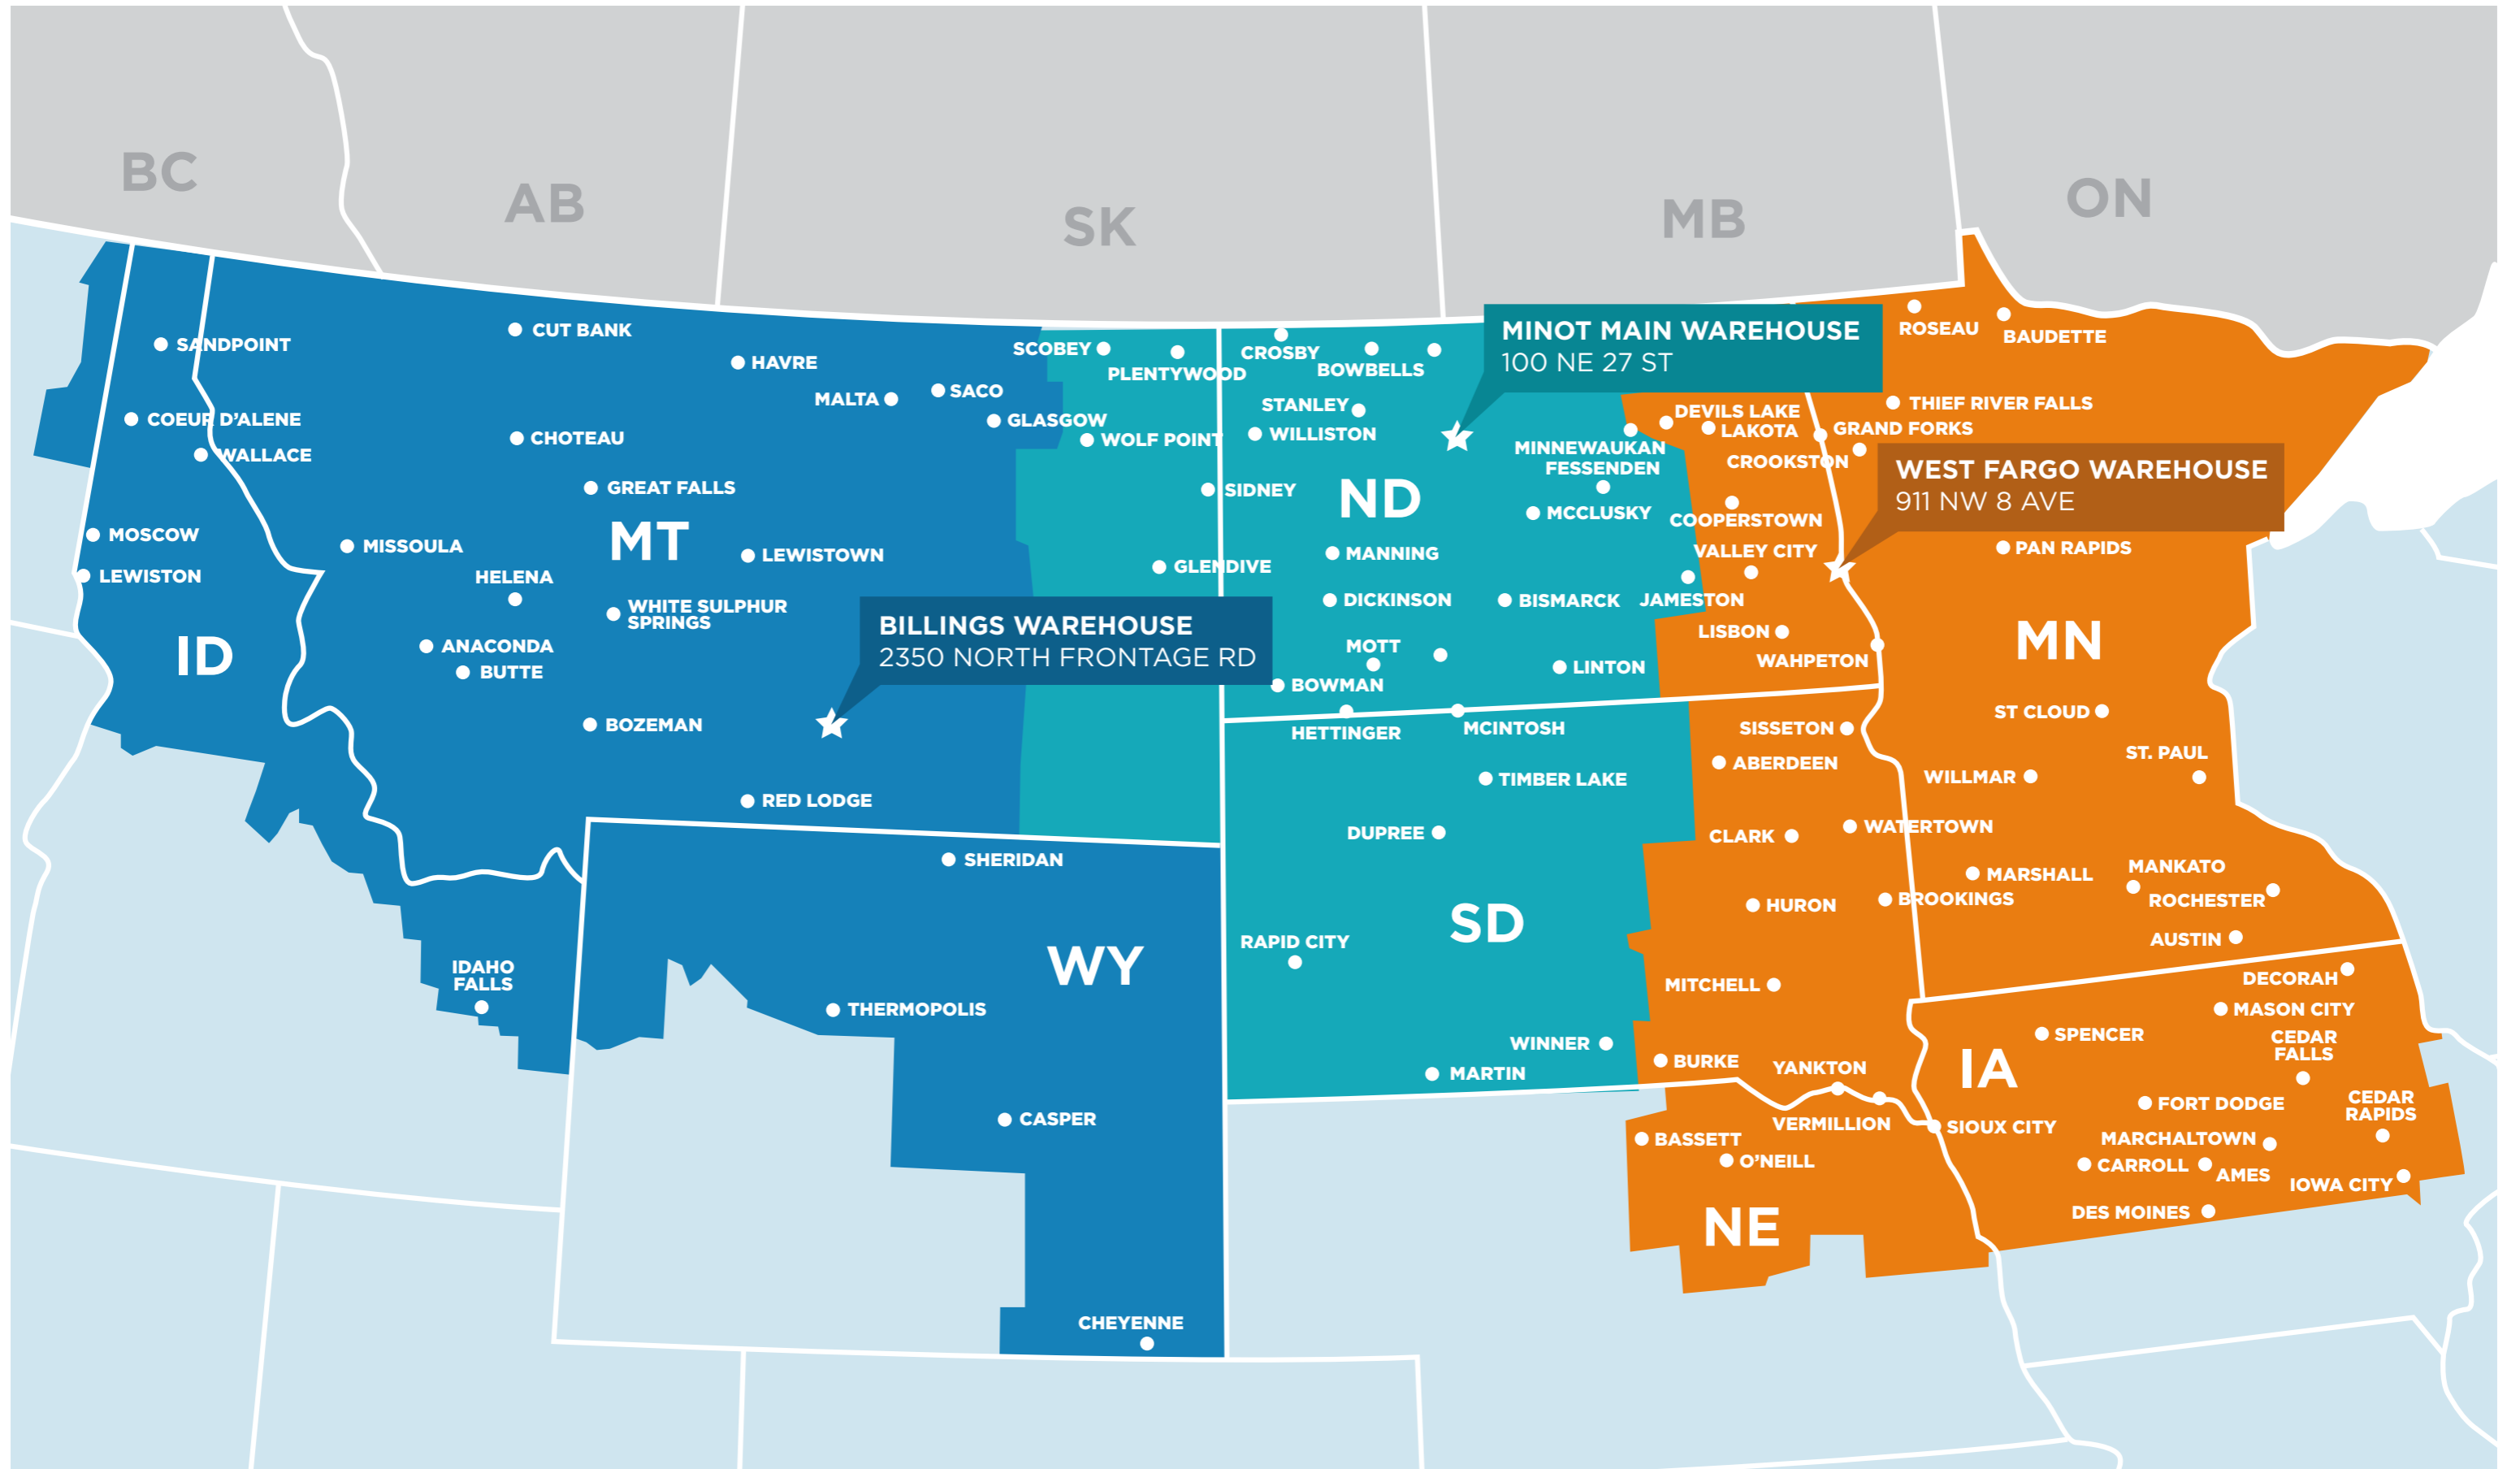 BC
AB
SK
MB
ON
SANDPOINT
COEUR D'ALENE
WALLACE
MOSCOW
LEWISTON
ID
IDAHO
FALLS
CUT BANK
HAVRE
MALTA
SACO
GLASGOW
CHOTEAU
GREAT FALLS
MT
MISSOULA
LEWISTOWN
HELENA
WHITE SULPHUR
SPRINGS
ANACONDA
BUTTE
BOZEMAN
RED LODGE
BILLINGS WAREHOUSE
2350 NORTH FRONTAGE RD
SHERIDAN
WY
THERMOPOLIS
CASPER
CHEYENNE
SCOBEY
PLENTYWOOD
WOLF POINT
SIDNEY
GLENDIVE
CROSBY
BOWBELLS
STANLEY
WILLISTON
MINOT MAIN WAREHOUSE
100 NE 27 ST
ND
MINNEWAUKAN
FESSENDEN
MCCLUSKY
MANNING
DICKINSON
BISMARCK
JAMESTON
MOTT
LINTON
BOWMAN
HETTINGER
MCINTOSH
TIMBER LAKE
DUPREE
SD
RAPID CITY
WINNER
MARTIN
DEVILS LAKE
LAKOTA
GRAND FORKS
CROOKSTON
COOPERSTOWN
VALLEY CITY
LISBON
WAHPETON
ROSEAU
BAUDETTE
THIEF RIVER FALLS
WEST FARGO WAREHOUSE
911 NW 8 AVE
PAN RAPIDS
MN
ST CLOUD
ST. PAUL
WILLMAR
MARSHALL
MANKATO
ROCHESTER
AUSTIN
SISSETON
ABERDEEN
CLARK
WATERTOWN
HURON
BROOKINGS
MITCHELL
BURKE
YANKTON
VERMILLION
BASSETT
O'NEILL
NE
SIOUX CITY
IA
DECORAH
MASON CITY
SPENCER
CEDAR
FALLS
FORT DODGE
CEDAR
RAPIDS
MARCHALTOWN
CARROLL
AMES
IOWA CITY
DES MOINES